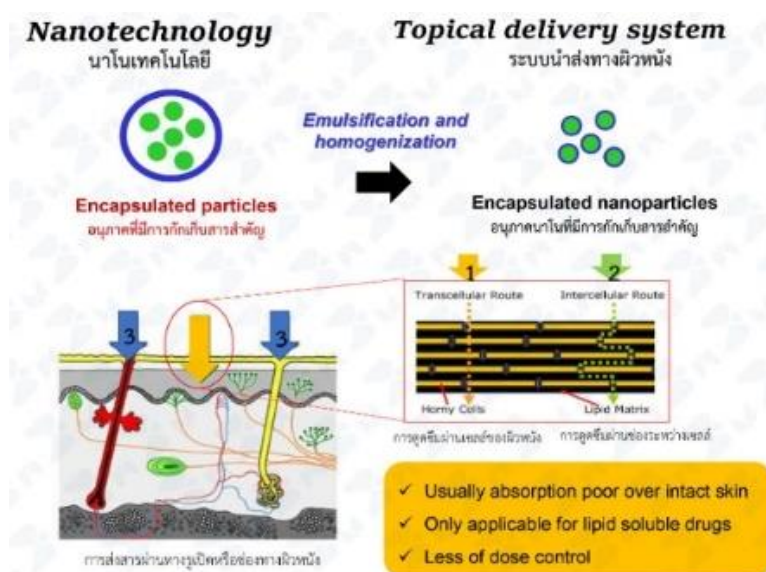 Nanotechnology
นาโนเทคโนโลยี
Topical delivery system
ระบบนำส่งทางผิวหนัง
Emulsification and
homogenization
Encapsulated particles
อนุภาคที่มีการกักเก็บสารสำคัญ
Encapsulated nanoparticles
อนุภาคนาโนที่มีการกักเก็บสารสำคัญ
1
2
Transcellular Route
Intercellular Route
Horny Cells
Lipid Matrix
การดูดซึมผ่านเซลล์ของผิวหนัง
การดูดซึมผ่านช่องระหว่างเซลล์
3
3
การส่งสารผ่านทางรูเปิดหรือช่องทางผิวหนัง
✓ Usually absorption poor over intact skin
✓ Only applicable for lipid soluble drugs
✓ Less of dose control